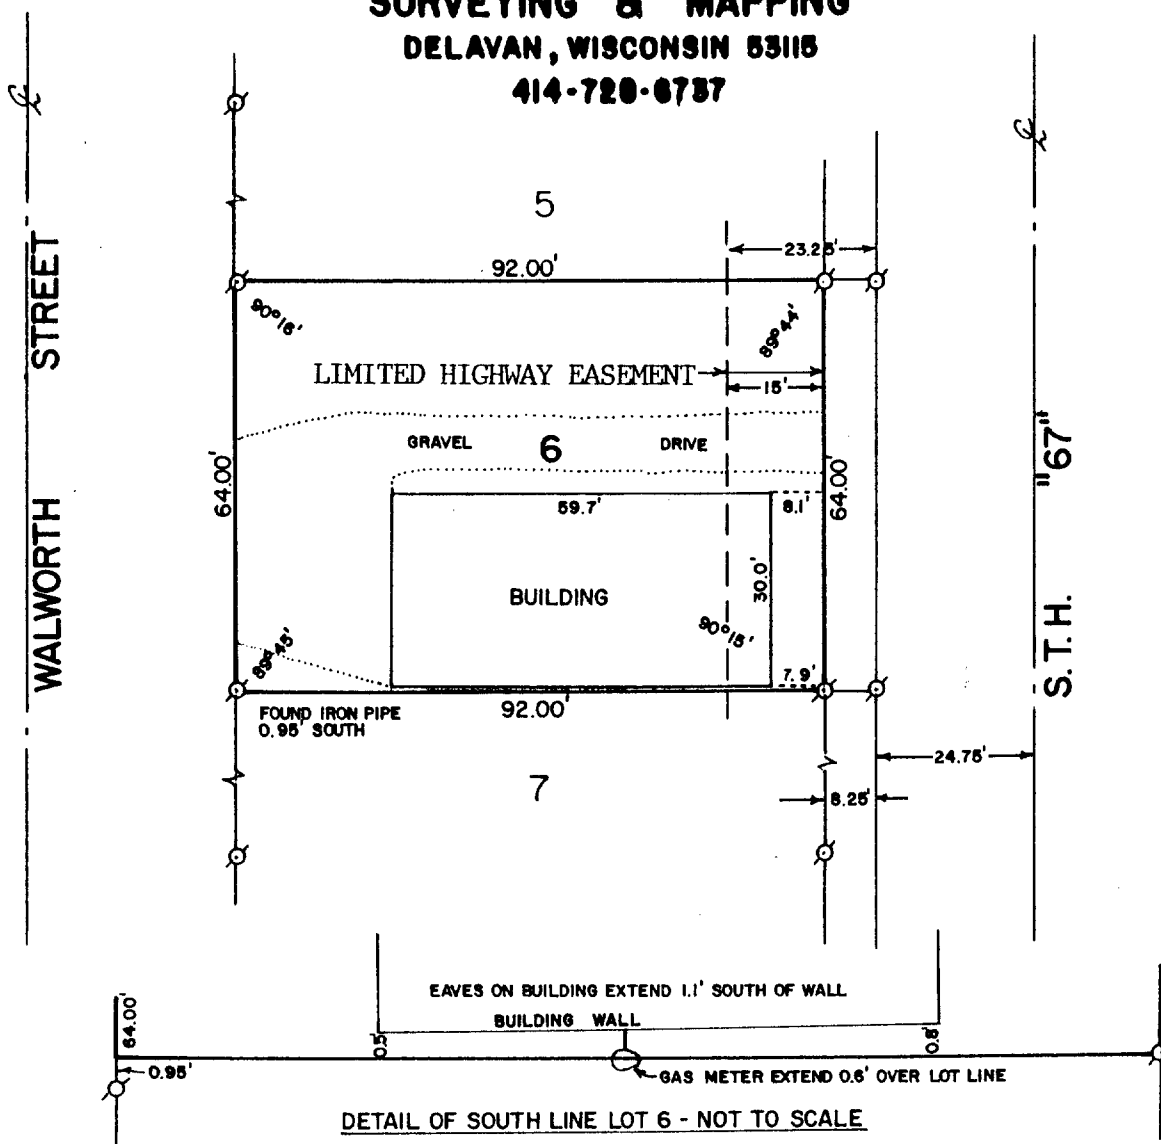 SURVEYING & MAPPING
DELAVAN, WISCONSIN 53115
414-728-6737
5
23.25'
92.00'
90°16'
89°44'
LIMITED HIGHWAY EASEMENT
15'
GRAVEL 6 DRIVE
64.00'
64.00'
59.7'
8.1'
30.0'
BUILDING
90°15'
89°45'
7.9'
FOUND IRON PIPE
0.95' SOUTH
92.00'
WALWORTH STREET
S.T.H. "67"
24.75'
8.25'
7
EAVES ON BUILDING EXTEND 1.1' SOUTH OF WALL
BUILDING WALL
64.00'
0.5'
0.95'
GAS METER EXTEND 0.6' OVER LOT LINE
DETAIL OF SOUTH LINE LOT 6 - NOT TO SCALE